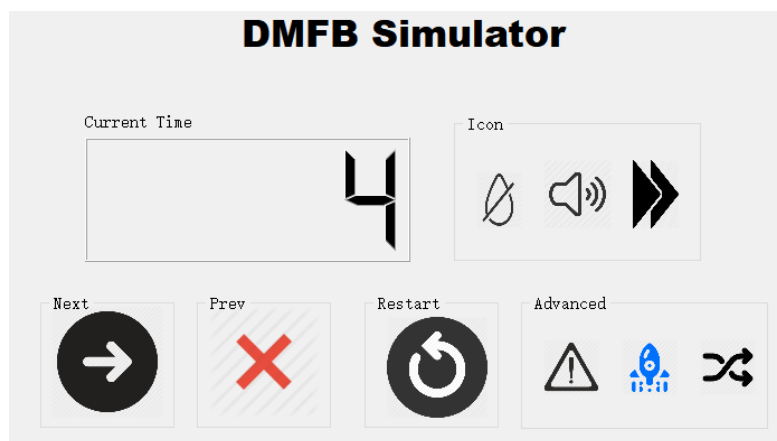 DMFB Simulator
Current Time
Icon
4
Next
Prev
Restart
Advanced